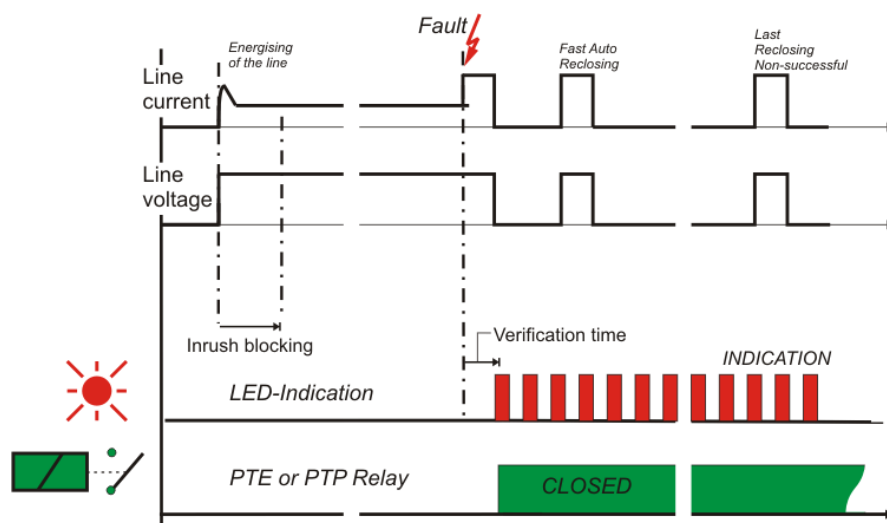 Fault
Energising
of the line
Fast Auto
Reclosing
Last
Reclosing
Non-successful
Line
current
Line
voltage
Inrush blocking
Verification time
INDICATION
LED-Indication
PTE or PTP Relay
CLOSED